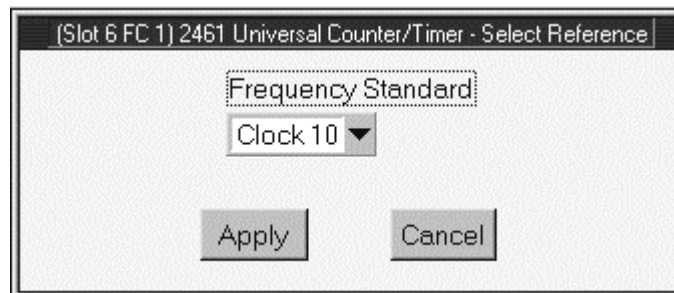 (Slot 6 FC 1) 2461 Universal Counter/Timer - Select Reference
Frequency Standard
Clock 10
Apply Cancel